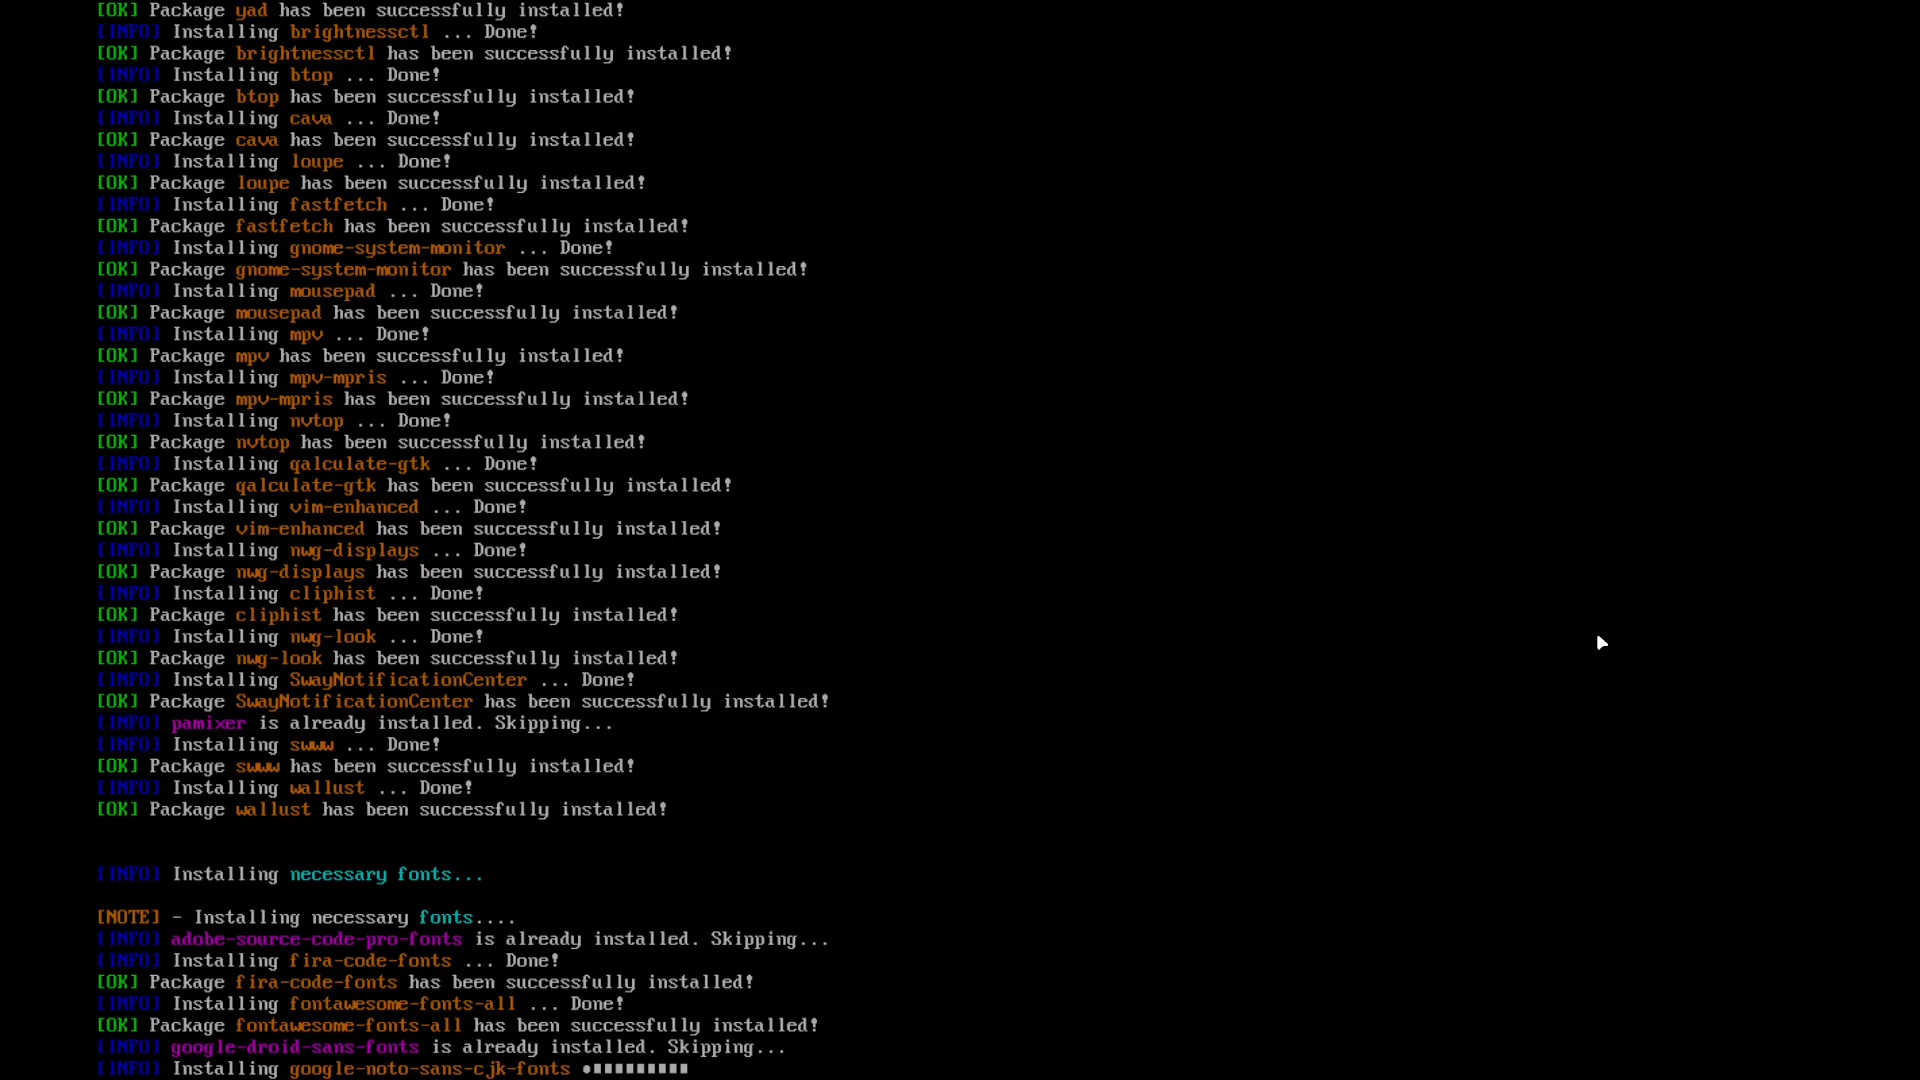 [OK] Package yad has been successfully installed!
[INFO] Installing brightnessctl ... Done!
[OK] Package brightnessctl has been successfully installed!
[INFO] Installing btop ... Done!
[OK] Package btop has been successfully installed!
[INFO] Installing cava ... Done!
[OK] Package cava has been successfully installed!
[INFO] Installing loupe ... Done!
[OK] Package loupe has been successfully installed!
[INFO] Installing fastfetch ... Done!
[OK] Package fastfetch has been successfully installed!
[INFO] Installing gnome-system-monitor ... Done!
[OK] Package gnome-system-monitor has been successfully installed!
[INFO] Installing mousepad ... Done!
[OK] Package mousepad has been successfully installed!
[INFO] Installing mpv ... Done!
[OK] Package mpv has been successfully installed!
[INFO] Installing mpv-mpris ... Done!
[OK] Package mpv-mpris has been successfully installed!
[INFO] Installing nvtop ... Done!
[OK] Package nvtop has been successfully installed!
[INFO] Installing qalculate-gtk ... Done!
[OK] Package qalculate-gtk has been successfully installed!
[INFO] Installing vim-enhanced ... Done!
[OK] Package vim-enhanced has been successfully installed!
[INFO] Installing nwg-displays ... Done!
[OK] Package nwg-displays has been successfully installed!
[INFO] Installing cliphist ... Done!
[OK] Package cliphist has been successfully installed!
[INFO] Installing nwg-look ... Done!
[OK] Package nwg-look has been successfully installed!
[INFO] Installing SwayNotificationCenter ... Done!
[OK] Package SwayNotificationCenter has been successfully installed!
[INFO] pamixer is already installed. Skipping...
[INFO] Installing swww ... Done!
[OK] Package swww has been successfully installed!
[INFO] Installing wallust ... Done!
[OK] Package wallust has been successfully installed!
[INFO] Installing necessary fonts...
[NOTE] - Installing necessary fonts....
[INFO] adobe-source-code-pro-fonts is already installed. Skipping...
[INFO] Installing fira-code-fonts ... Done!
[OK] Package fira-code-fonts has been successfully installed!
[INFO] Installing fontawesome-fonts-all ... Done!
[OK] Package fontawesome-fonts-all has been successfully installed!
[INFO] google-droid-sans-fonts is already installed. Skipping...
[INFO] Installing google-noto-sans-cjk-fonts